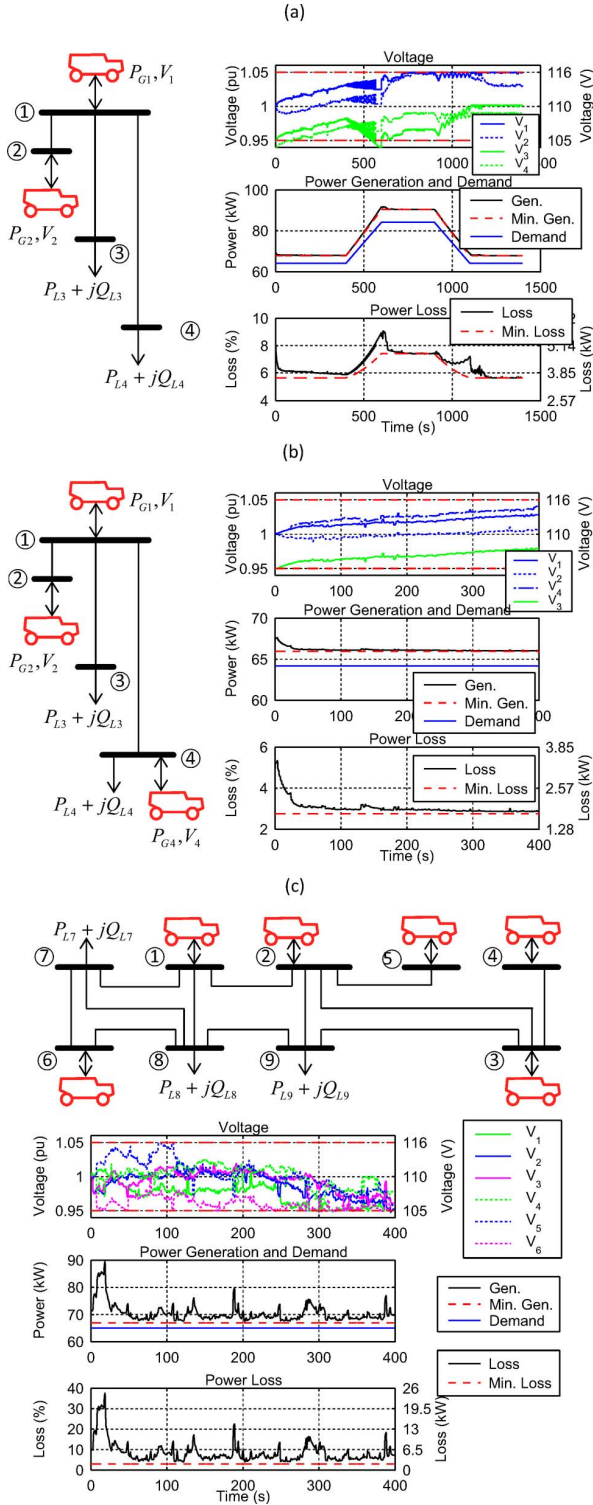 (a)
P_G1, V_1
①
②
P_G2, V_2
③
P_L3 + jQ_L3
④
P_L4 + jQ_L4
Voltage
Voltage (pu)
1.05
1
0.95
116
110
105
Voltage (V)
0 500 1000 1500
V_1
V_2
V_3
V_4
Power Generation and Demand
Power (kW)
100
80
60
0 500 1000 1500
Gen.
Min. Gen.
Demand
Power Loss
Loss (%)
10
8
6
4
5.14
3.85
2.57
Loss (kW)
Loss
Min. Loss
0 500 1000 1500
Time (s)
(b)
P_G1, V_1
①
②
P_G2, V_2
③
P_L3 + jQ_L3
④
P_L4 + jQ_L4
P_G4, V_4
Voltage
Voltage (pu)
1.05
1
0.95
116
110
Voltage (V)
0 100 200 300
V_1
V_2
V_4
V_3
Power Generation and Demand
Power (kW)
70
65
60
0 100 200
Gen.
Min. Gen.
Demand
Power Loss
Loss (%)
6
4
2
3.85
2.57
1.28
Loss (kW)
Loss
Min. Loss
0 100 200 300 400
Time (s)
(c)
P_L7 + jQ_L7
⑦ ① ② ⑤ ④
⑥ ⑧ ⑨ ③
P_L8 + jQ_L8
P_L9 + jQ_L9
Voltage
Voltage (pu)
1.05
1
0.95
116
110
105
Voltage (V)
0 100 200 300 400
V_1
V_2
V_3
V_4
V_5
V_6
Power Generation and Demand
Power (kW)
90
80
70
60
0 100 200 300 400
Gen.
Min. Gen.
Demand
Power Loss
Loss (%)
40
30
20
10
0
26
19.5
13
6.5
0
Loss (kW)
0 100 200 300 400
Time (s)
Loss
Min. Loss